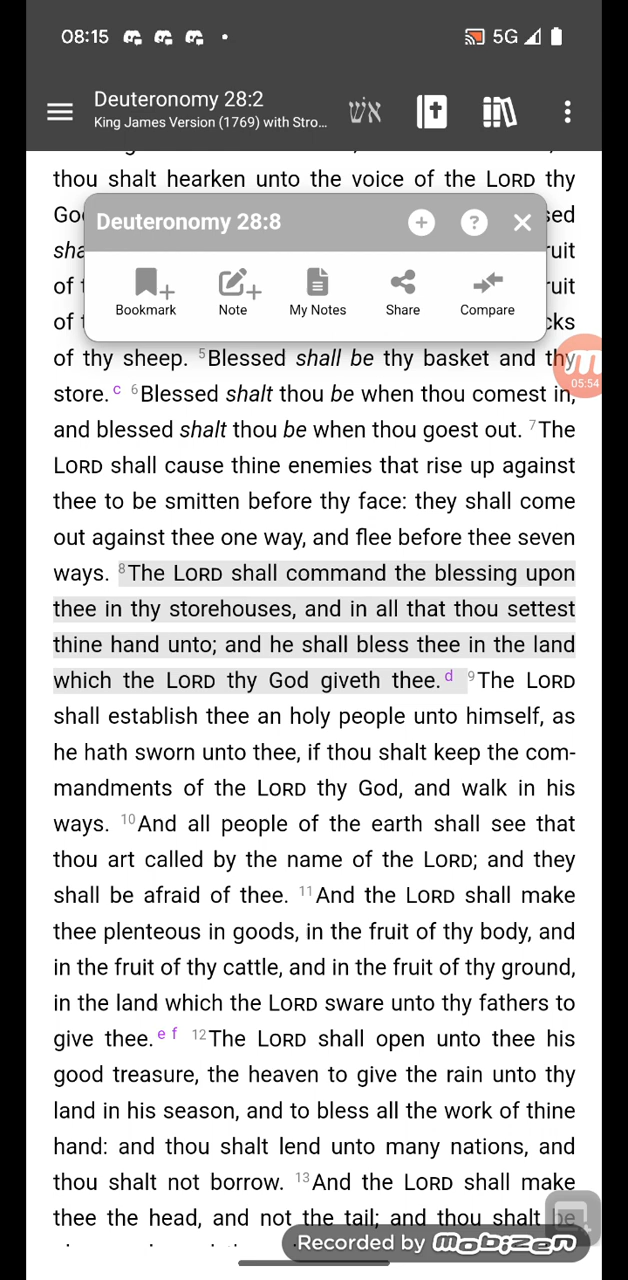 08:15
5G
Deuteronomy 28:2
King James Version (1769) with Stro...
אש
thou shalt hearken unto the voice of the LORD thy
Deuteronomy 28:8
+ ?
Bookmark Note My Notes Share Compare
of thy sheep. 5Blessed shall be thy basket and thy
05:54
store. c 6Blessed shalt thou be when thou comest in,
and blessed shalt thou be when thou goest out. 7The
LORD shall cause thine enemies that rise up against
thee to be smitten before thy face: they shall come
out against thee one way, and flee before thee seven
ways. 8The LORD shall command the blessing upon
thee in thy storehouses, and in all that thou settest
thine hand unto; and he shall bless thee in the land
which the LORD thy God giveth thee. d 9The LORD
shall establish thee an holy people unto himself, as
he hath sworn unto thee, if thou shalt keep the com-
mandments of the LORD thy God, and walk in his
ways. 10And all people of the earth shall see that
thou art called by the name of the LORD; and they
shall be afraid of thee. 11And the LORD shall make
thee plenteous in goods, in the fruit of thy body, and
in the fruit of thy cattle, and in the fruit of thy ground,
in the land which the LORD sware unto thy fathers to
give thee. e f 12The LORD shall open unto thee his
good treasure, the heaven to give the rain unto thy
land in his season, and to bless all the work of thine
hand: and thou shalt lend unto many nations, and
thou shalt not borrow. 13And the LORD shall make
thee the head, and not the tail; and thou shalt be
Recorded by mobizen